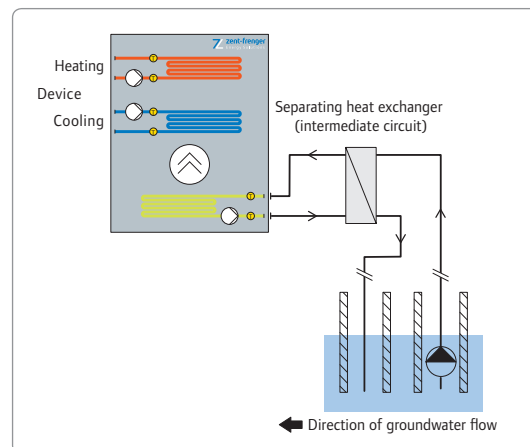 zent-frenger
Heating
Device
Cooling
Separating heat exchanger
(intermediate circuit)
Direction of groundwater flow